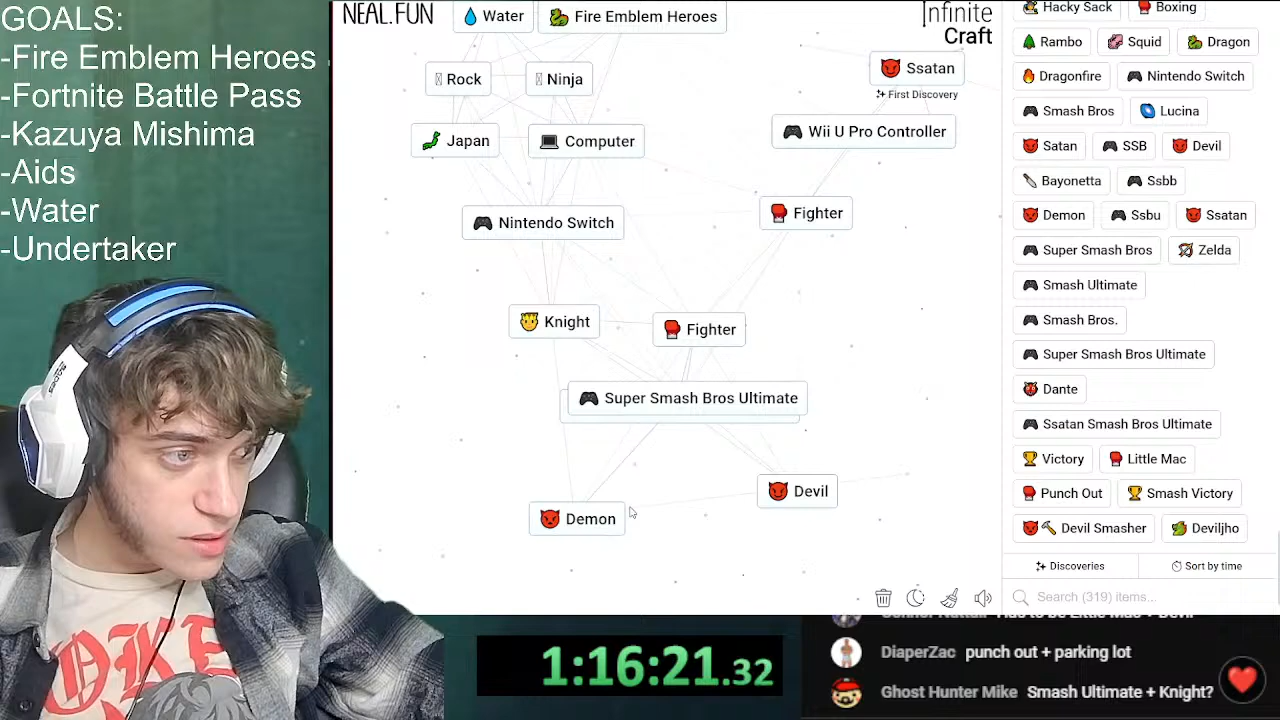 GOALS:
-Fire Emblem Heroes
-Fortnite Battle Pass
-Kazuya Mishima
-Aids
-Water
-Undertaker
NEAL.FUN
Water
Fire Emblem Heroes
Infinite
Craft
Rock
Ninja
Ssatan
First Discovery
Japan
Computer
Wii U Pro Controller
Nintendo Switch
Fighter
Knight
Fighter
Super Smash Bros Ultimate
Devil
Demon
Hacky Sack
Boxing
Rambo
Squid
Dragon
Dragonfire
Nintendo Switch
Smash Bros
Lucina
Satan
SSB
Devil
Bayonetta
Ssbb
Demon
Ssbu
Ssatan
Super Smash Bros
Zelda
Smash Ultimate
Smash Bros.
Super Smash Bros Ultimate
Dante
Ssatan Smash Bros Ultimate
Victory
Little Mac
Punch Out
Smash Victory
Devil Smasher
Deviljho
Discoveries
Sort by time
Search (319) items...
1:16:21.32
DiaperZac punch out + parking lot
Ghost Hunter Mike Smash Ultimate + Knight?